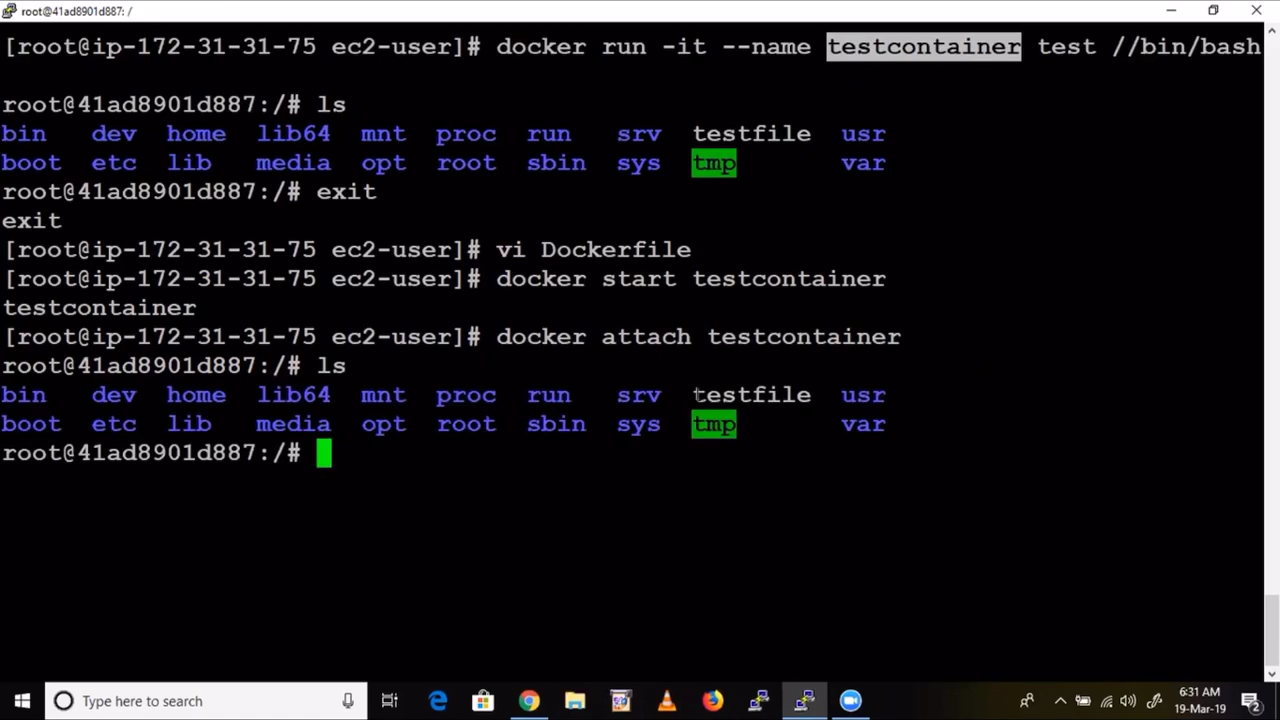 root@41ad8901d887: /
[root@ip-172-31-31-75 ec2-user]# docker run -it --name testcontainer test //bin/bash
root@41ad8901d887:/# ls
bin dev home lib64 mnt proc run srv testfile usr
boot etc lib media opt root sbin sys tmp var
root@41ad8901d887:/# exit
exit
[root@ip-172-31-31-75 ec2-user]# vi Dockerfile
[root@ip-172-31-31-75 ec2-user]# docker start testcontainer
testcontainer
[root@ip-172-31-31-75 ec2-user]# docker attach testcontainer
root@41ad8901d887:/# ls
bin dev home lib64 mnt proc run srv testfile usr
boot etc lib media opt root sbin sys tmp var
root@41ad8901d887:/#
Type here to search
6:31 AM
19-Mar-19
2